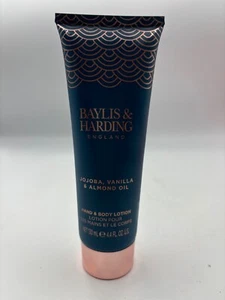 BAYLIS &
HARDING
ENGLAND
JOJOBA, VANILLA
& ALMOND OIL
HAND & BODY LOTION
LOTION POUR
LES MAINS ET LE CORPS